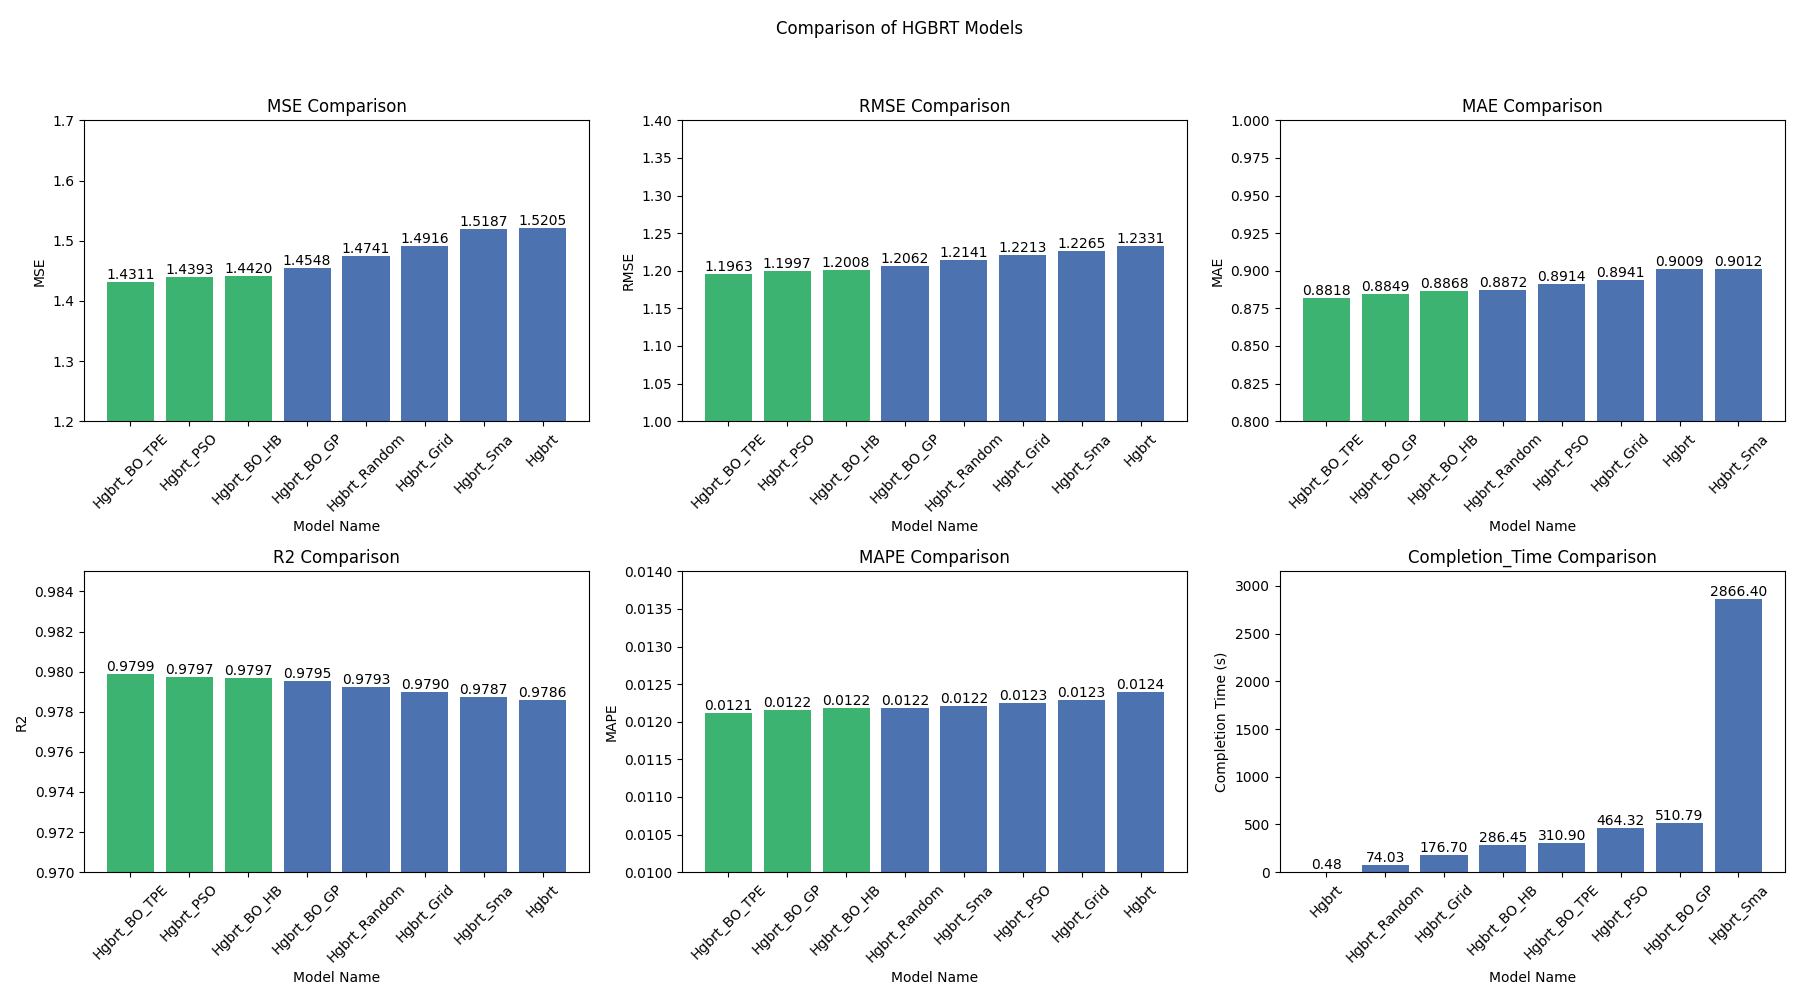 Comparison of HGBRT Models
MSE Comparison
MSE
1.7
1.6
1.5
1.4
1.3
1.2
1.4311
1.4393
1.4420
1.4548
1.4741
1.4916
1.5187
1.5205
Hgbrt_BO_TPE
Hgbrt_PSO
Hgbrt_BO_HB
Hgbrt_BO_GP
Hgbrt_Random
Hgbrt_Grid
Hgbrt_Sma
Hgbrt
Model Name
RMSE Comparison
RMSE
1.40
1.35
1.30
1.25
1.20
1.15
1.10
1.05
1.00
1.1963
1.1997
1.2008
1.2062
1.2141
1.2213
1.2265
1.2331
Hgbrt_BO_TPE
Hgbrt_PSO
Hgbrt_BO_HB
Hgbrt_BO_GP
Hgbrt_Random
Hgbrt_Grid
Hgbrt_Sma
Hgbrt
Model Name
MAE Comparison
MAE
1.000
0.975
0.950
0.925
0.900
0.875
0.850
0.825
0.800
0.8818
0.8849
0.8868
0.8872
0.8914
0.8941
0.9009
0.9012
Hgbrt_BO_TPE
Hgbrt_BO_GP
Hgbrt_BO_HB
Hgbrt_Random
Hgbrt_PSO
Hgbrt_Grid
Hgbrt
Hgbrt_Sma
Model Name
R2 Comparison
R2
0.984
0.982
0.980
0.978
0.976
0.974
0.972
0.970
0.9799
0.9797
0.9797
0.9795
0.9793
0.9790
0.9787
0.9786
Hgbrt_BO_TPE
Hgbrt_PSO
Hgbrt_BO_HB
Hgbrt_BO_GP
Hgbrt_Random
Hgbrt_Grid
Hgbrt_Sma
Hgbrt
Model Name
MAPE Comparison
MAPE
0.0140
0.0135
0.0130
0.0125
0.0120
0.0115
0.0110
0.0105
0.0100
0.0121
0.0122
0.0122
0.0122
0.0122
0.0123
0.0123
0.0124
Hgbrt_BO_TPE
Hgbrt_BO_GP
Hgbrt_BO_HB
Hgbrt_Random
Hgbrt_Sma
Hgbrt_PSO
Hgbrt_Grid
Hgbrt
Model Name
Completion_Time Comparison
Completion Time (s)
3000
2500
2000
1500
1000
500
0
0.48
74.03
176.70
286.45
310.90
464.32
510.79
2866.40
Hgbrt
Hgbrt_Random
Hgbrt_Grid
Hgbrt_BO_HB
Hgbrt_BO_TPE
Hgbrt_PSO
Hgbrt_BO_GP
Hgbrt_Sma
Model Name